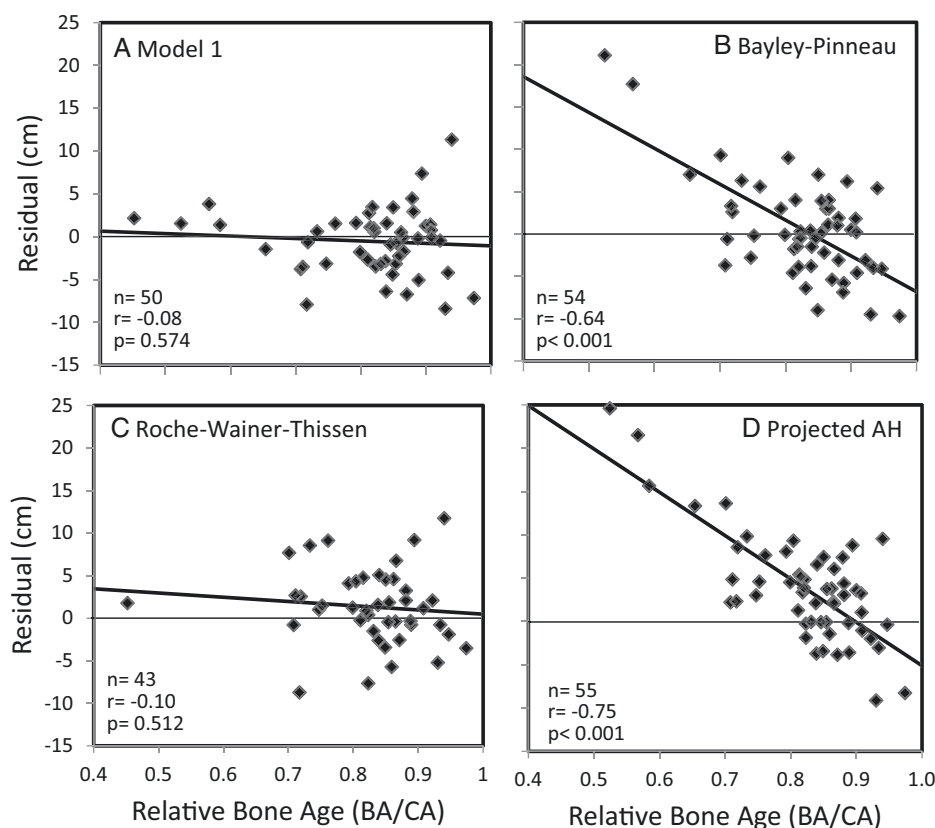 A Model 1
B Bayley-Pinneau
25
20
15
10
5
0
-5
-10
-15
Residual (cm)
n= 50
r= -0.08
p= 0.574
n= 54
r= -0.64
p< 0.001
C Roche-Wainer-Thissen
D Projected AH
25
20
15
10
5
0
-5
-10
-15
Residual (cm)
n= 43
r= -0.10
p= 0.512
n= 55
r= -0.75
p< 0.001
0.4 0.5 0.6 0.7 0.8 0.9 1
0.4 0.5 0.6 0.7 0.8 0.9 1.0
Relative Bone Age (BA/CA)
Relative Bone Age (BA/CA)